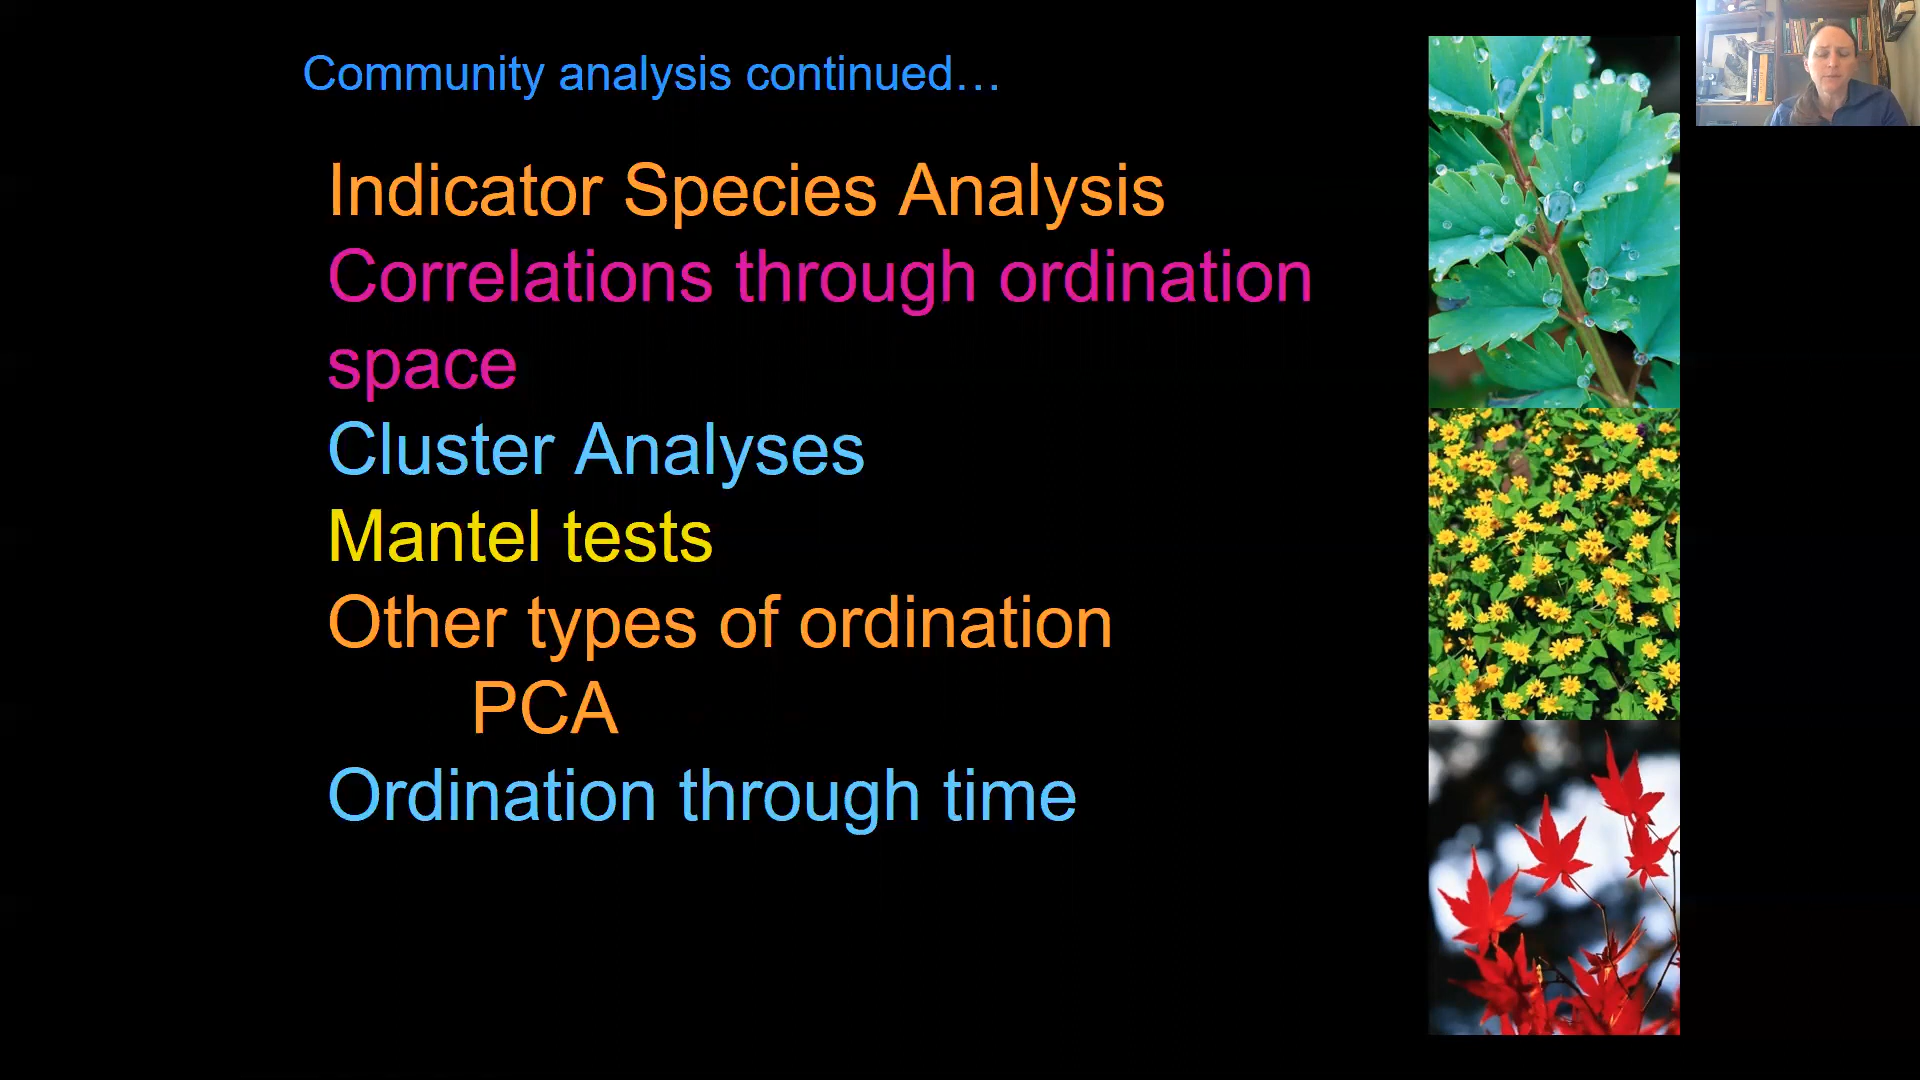 Community analysis continued…
Indicator Species Analysis
Correlations through ordination
space
Cluster Analyses
Mantel tests
Other types of ordination
PCA
Ordination through time